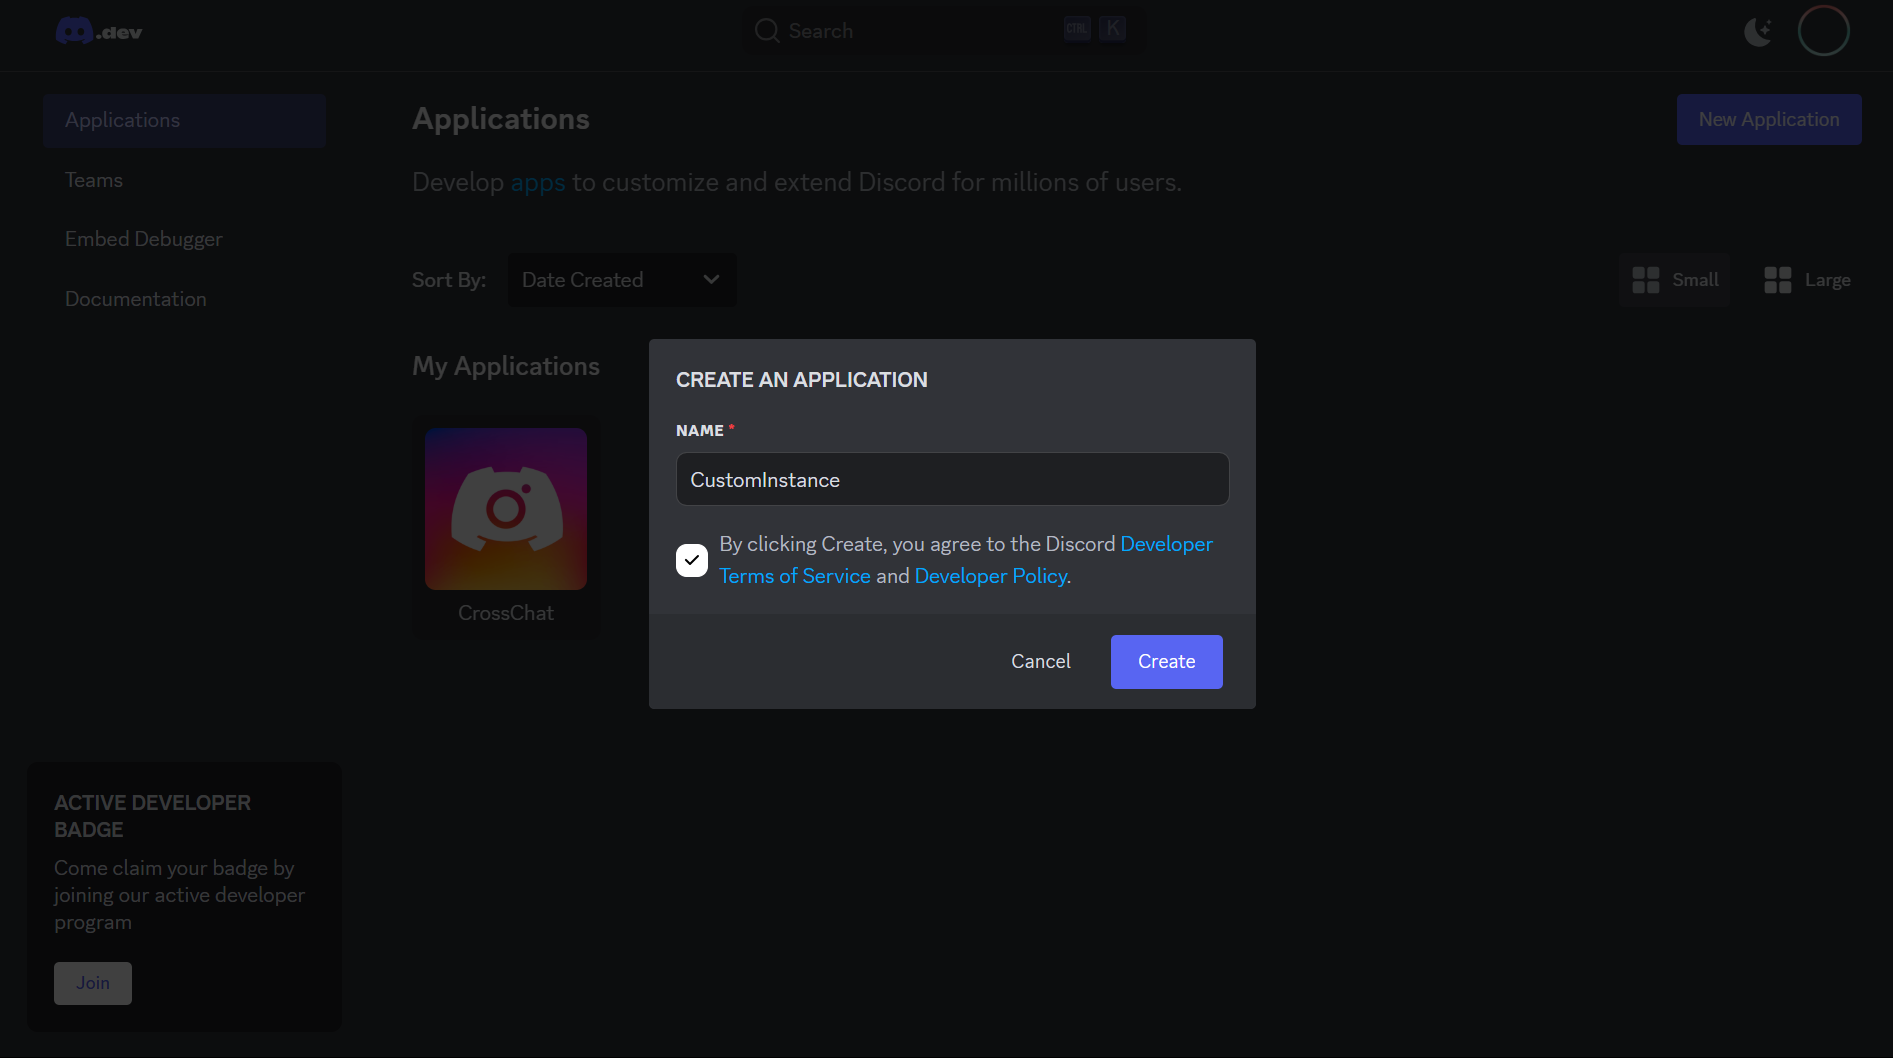 .dev
Search
CTRL K
Applications
Teams
Embed Debugger
Documentation
Applications
New Application
Develop apps to customize and extend Discord for millions of users.
Sort By: Date Created
Small Large
My Applications
CrossChat
CREATE AN APPLICATION
NAME *
CustomInstance
By clicking Create, you agree to the Discord Developer
Terms of Service and Developer Policy.
Cancel Create
ACTIVE DEVELOPER
BADGE
Come claim your badge by
joining our active developer
program
Join